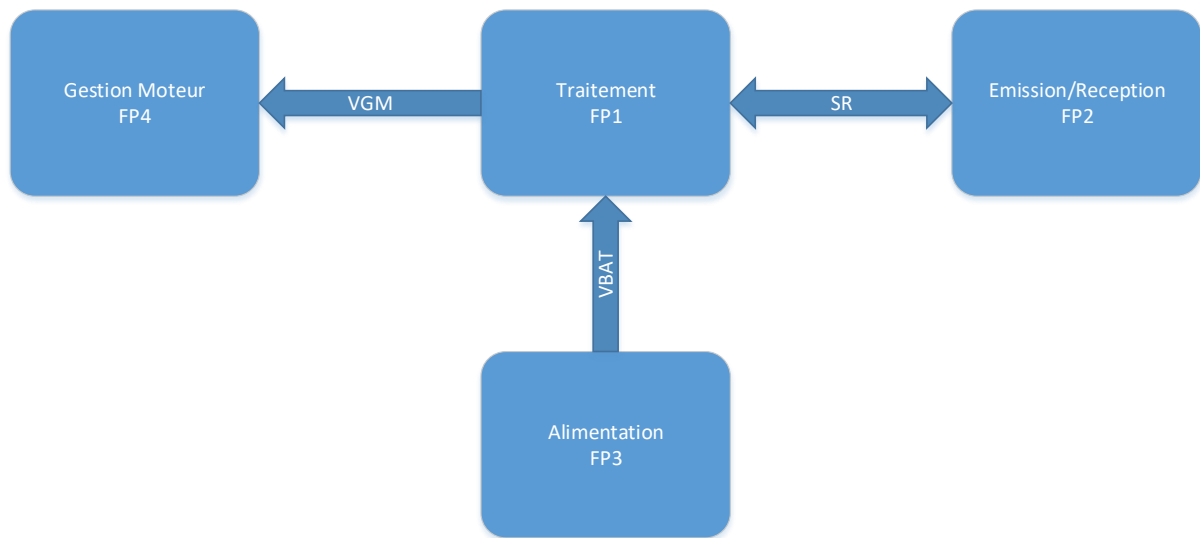 Gestion Moteur
FP4
VGM
Traitement
FP1
SR
Emission/Reception
FP2
VBAT
Alimentation
FP3